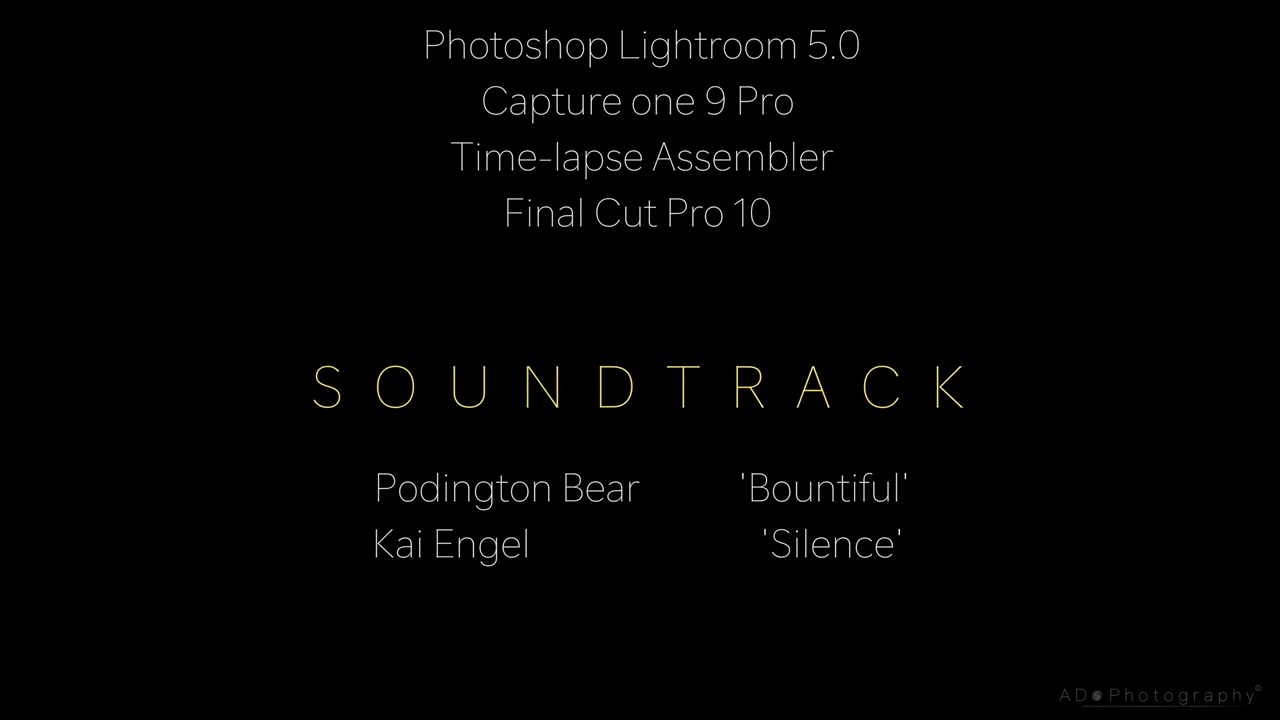 Photoshop Lightroom 5.0
Capture one 9 Pro
Time-lapse Assembler
Final Cut Pro 10
SOUNDTRACK
Podington Bear 'Bountiful'
Kai Engel 'Silence'
AD Photography©